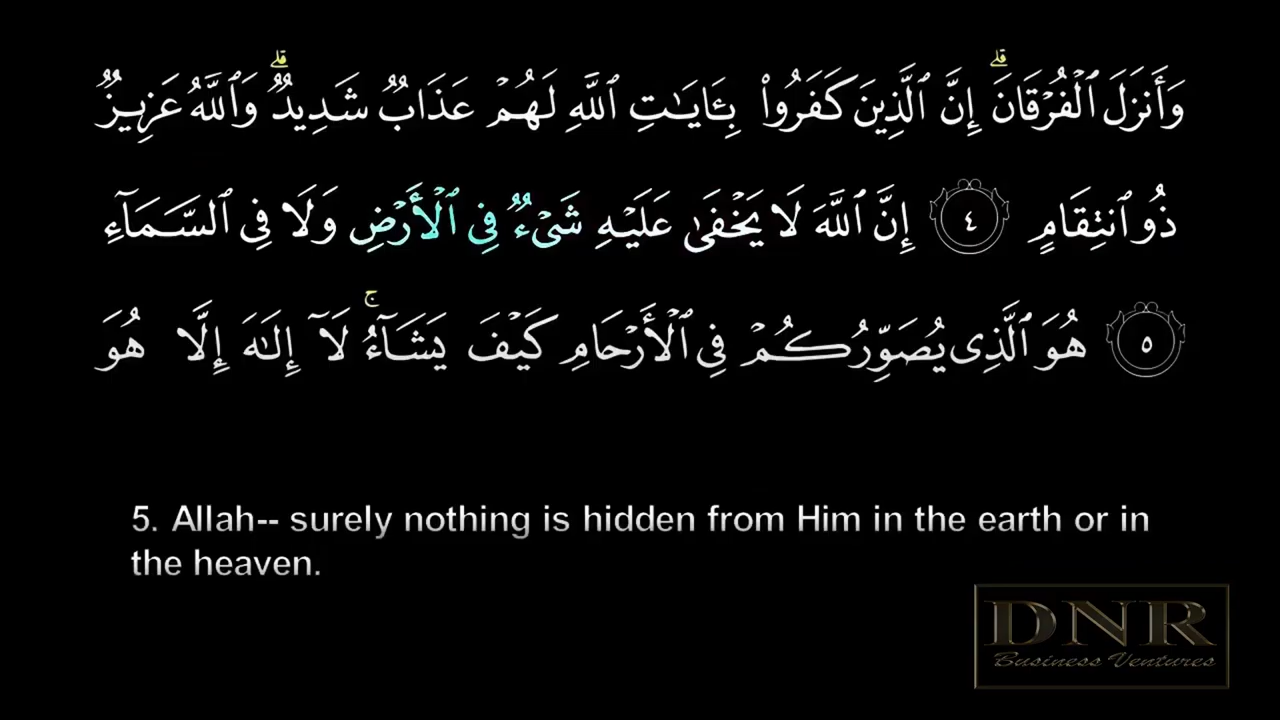 وَأَنزَلَ ٱلْفُرْقَانَ ۗ إِنَّ ٱلَّذِينَ كَفَرُوا۟ بِـَٔايَـٰتِ ٱللَّهِ لَهُمْ عَذَابٌ شَدِيدٌ ۗ وَٱللَّهُ عَزِيزٌ
ذُو ٱنتِقَامٍ ٤ إِنَّ ٱللَّهَ لَا يَخْفَىٰ عَلَيْهِ شَىْءٌ فِى ٱلْأَرْضِ وَلَا فِى ٱلسَّمَآءِ
٥ هُوَ ٱلَّذِى يُصَوِّرُكُمْ فِى ٱلْأَرْحَامِ كَيْفَ يَشَآءُ ۚ لَآ إِلَـٰهَ إِلَّا هُوَ
5. Allah-- surely nothing is hidden from Him in the earth or in
the heaven.
DNR
Business Ventures